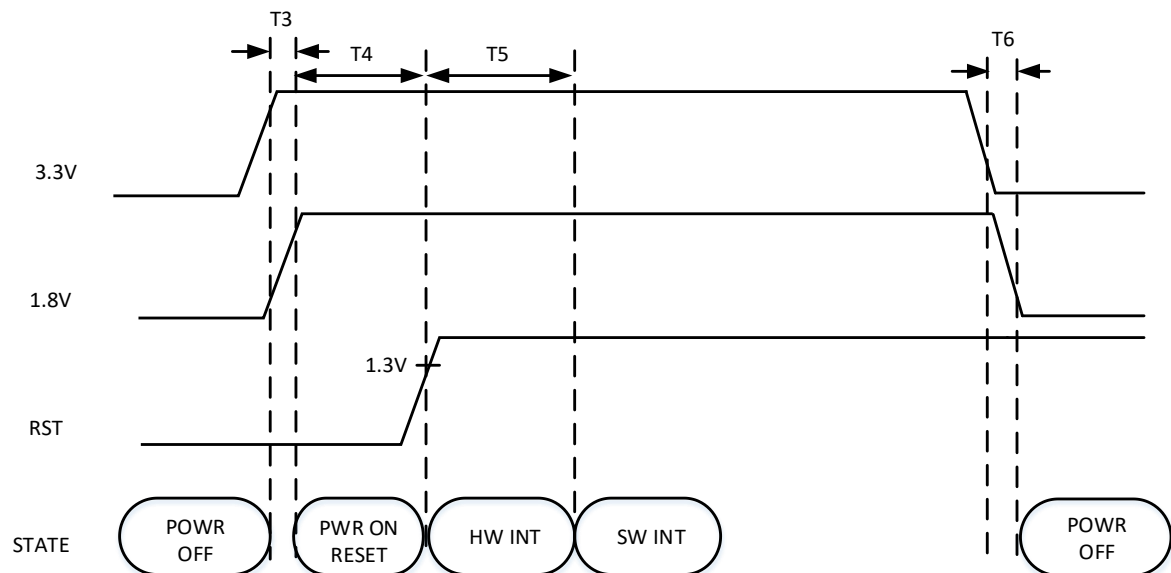 T3
T4
T5
T6
3.3V
1.8V
1.3V
RST
STATE
POWR
OFF
PWR ON
RESET
HW INT
SW INT
POWR
OFF